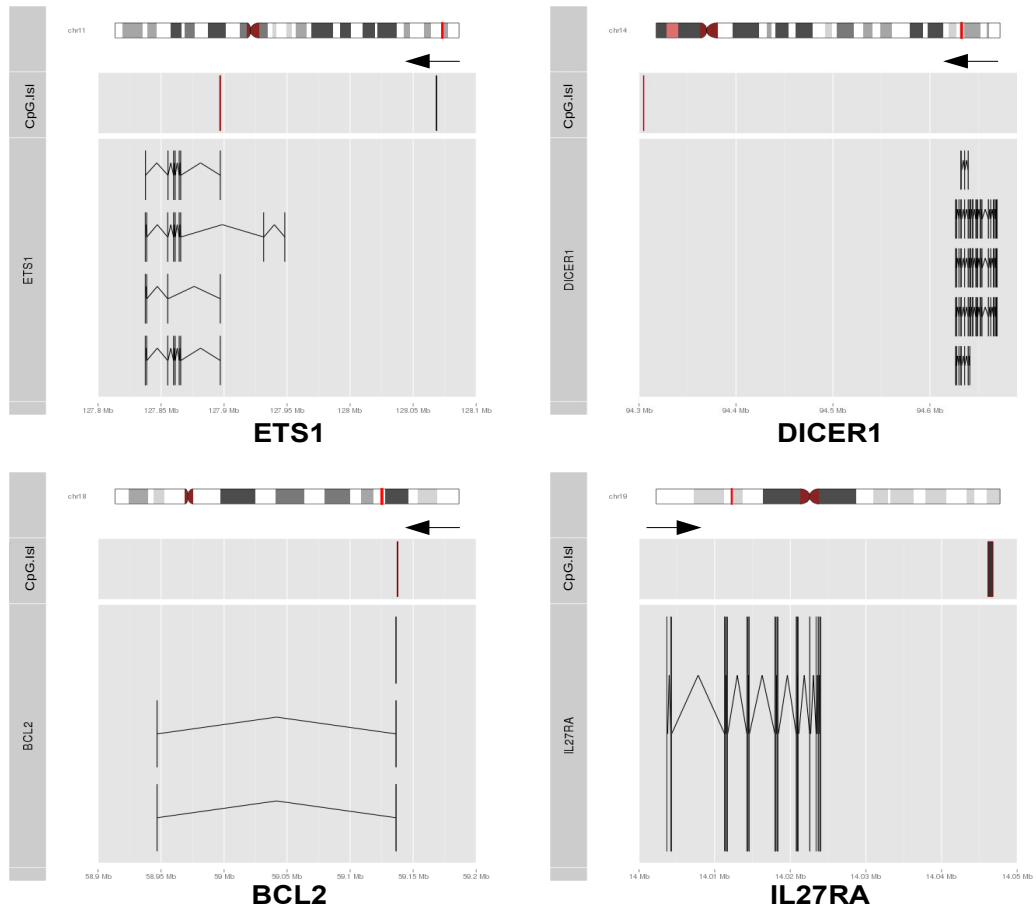 chr11
CpG.Isl
ETS1
127.8 Mb 127.85 Mb 127.9 Mb 127.95 Mb 128 Mb 128.05 Mb 128.1 Mb
ETS1
chr14
CpG.Isl
DICER1
94.3 Mb 94.4 Mb 94.5 Mb 94.6 Mb
DICER1
chr18
CpG.Isl
BCL2
58.9 Mb 58.95 Mb 59 Mb 59.05 Mb 59.1 Mb 59.15 Mb 59.2 Mb
BCL2
chr19
CpG.Isl
IL27RA
14 Mb 14.01 Mb 14.02 Mb 14.03 Mb 14.04 Mb 14.05 Mb
IL27RA